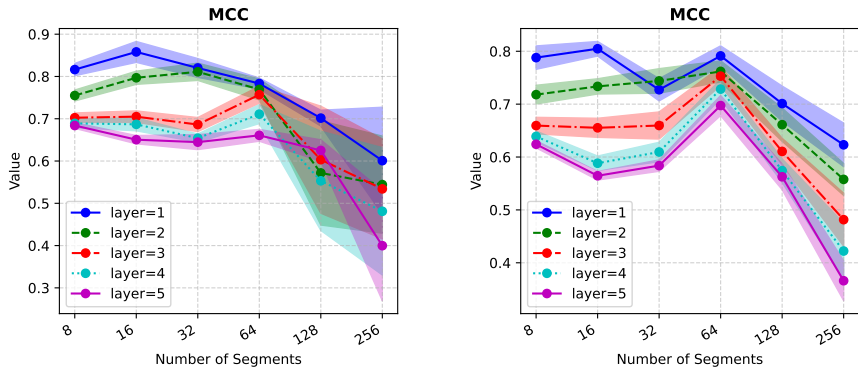 MCC
Value
0.9
0.8
0.7
0.6
0.5
0.4
0.3
layer=1
layer=2
layer=3
layer=4
layer=5
8
16
32
64
128
256
Number of Segments
MCC
Value
0.8
0.7
0.6
0.5
0.4
layer=1
layer=2
layer=3
layer=4
layer=5
8
16
32
64
128
256
Number of Segments